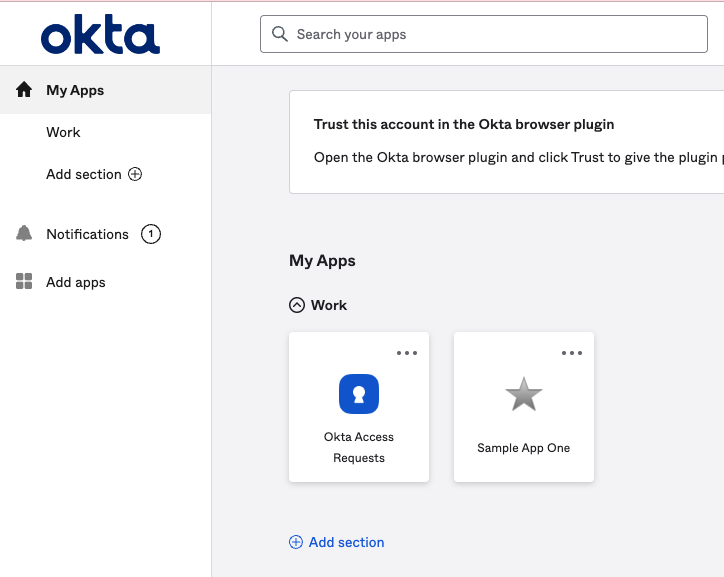 okta
Search your apps
My Apps
Work
Add section
Notifications 1
Add apps
Trust this account in the Okta browser plugin
Open the Okta browser plugin and click Trust to give the plugin
My Apps
Work
Okta Access
Requests
Sample App One
Add section